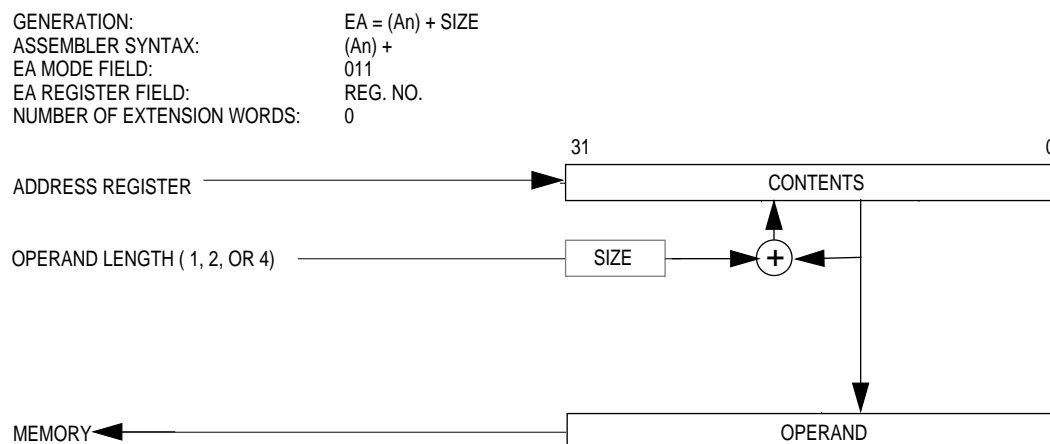 GENERATION: EA = (An) + SIZE
ASSEMBLER SYNTAX: (An) +
EA MODE FIELD: 011
EA REGISTER FIELD: REG. NO.
NUMBER OF EXTENSION WORDS: 0
31 0
ADDRESS REGISTER CONTENTS
OPERAND LENGTH ( 1, 2, OR 4) SIZE +
MEMORY OPERAND